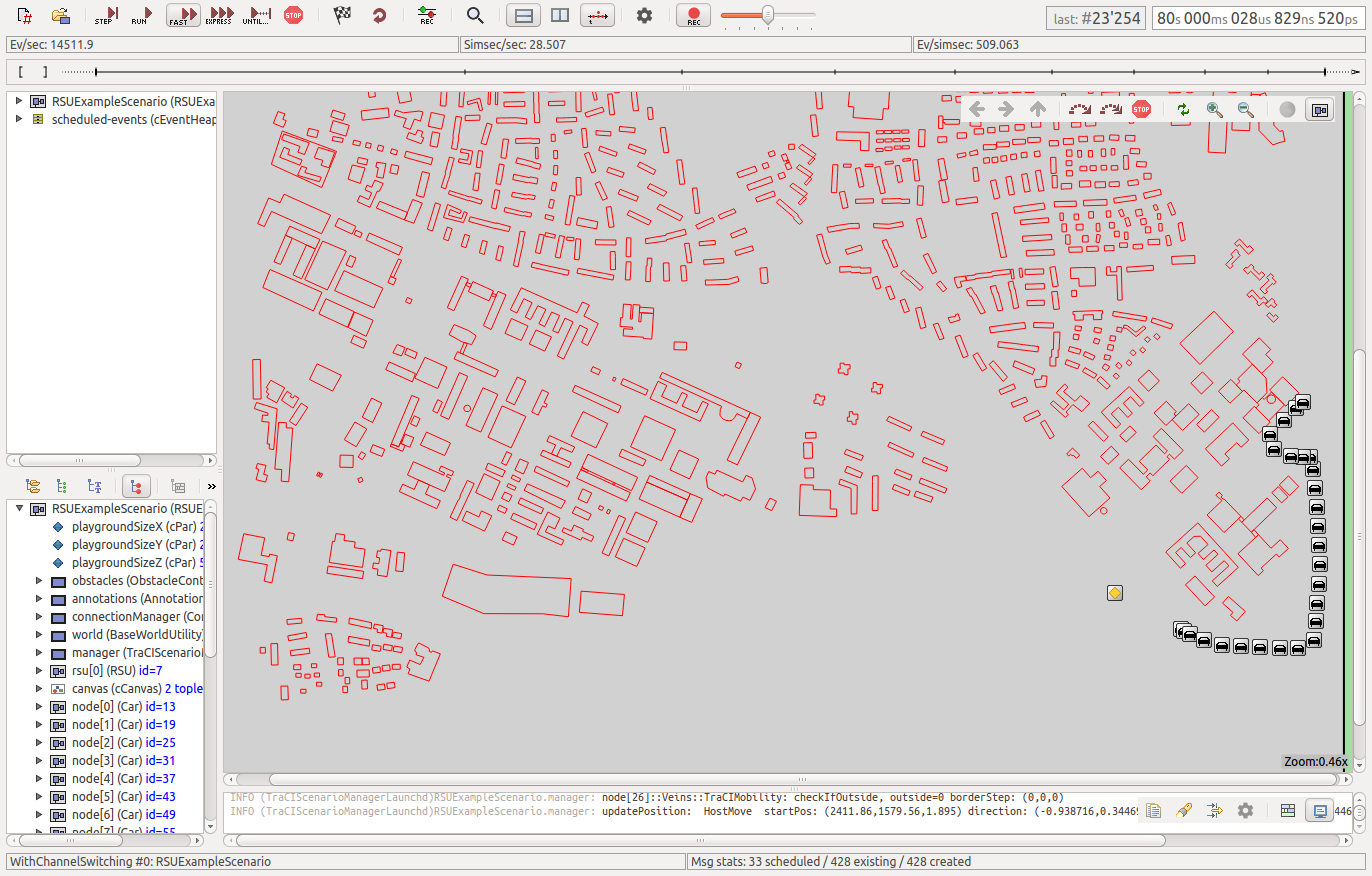 STEP
RUN
FAST
EXPRESS
UNTIL...
STOP
REC
REC
last: #23'254
80s 000ms 028us 829ns 520ps
Ev/sec: 14511.9
Simsec/sec: 28.507
Ev/simsec: 509.063
[ ]
RSUExampleScenario (RSUExa
scheduled-events (cEventHeap
STOP
»
RSUExampleScenario (RSUE
playgroundSizeX (cPar) 2
playgroundSizeY (cPar) 2
playgroundSizeZ (cPar) 5
obstacles (ObstacleCont
annotations (Annotation
connectionManager (Cor
world (BaseWorldUtility)
manager (TraCIScenario
rsu[0] (RSU) id=7
canvas (cCanvas) 2 tople
node[0] (Car) id=13
node[1] (Car) id=19
node[2] (Car) id=25
node[3] (Car) id=31
node[4] (Car) id=37
node[5] (Car) id=43
node[6] (Car) id=49
node[7] (Car) id=55
Zoom:0.46x
INFO (TraCIScenarioManagerLaunchd)RSUExampleScenario.manager: node[26]::Veins::TraCIMobility: checkIfOutside, outside=0 borderStep: (0,0,0)
INFO (TraCIScenarioManagerLaunchd)RSUExampleScenario.manager: updatePosition: HostMove startPos: (2411.86,1579.56,1.895) direction: (-0.938716,0.3446
446
WithChannelSwitching #0: RSUExampleScenario
Msg stats: 33 scheduled / 428 existing / 428 created